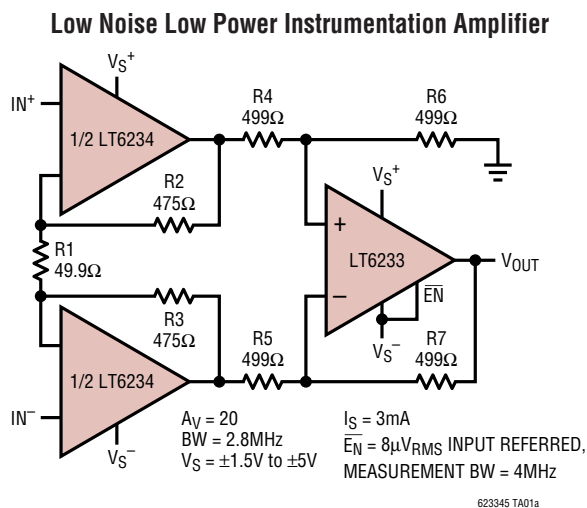 Low Noise Low Power Instrumentation Amplifier
VS+
IN+
1/2 LT6234
R4
499Ω
R6
499Ω
R2
475Ω
VS+
R1
49.9Ω
+
LT6233
VOUT
–
EN
R3
475Ω
VS–
R5
499Ω
R7
499Ω
1/2 LT6234
IN–
VS–
AV = 20
BW = 2.8MHz
VS = ±1.5V to ±5V
IS = 3mA
EN = 8µVRMS INPUT REFERRED,
MEASUREMENT BW = 4MHz
623345 TA01a